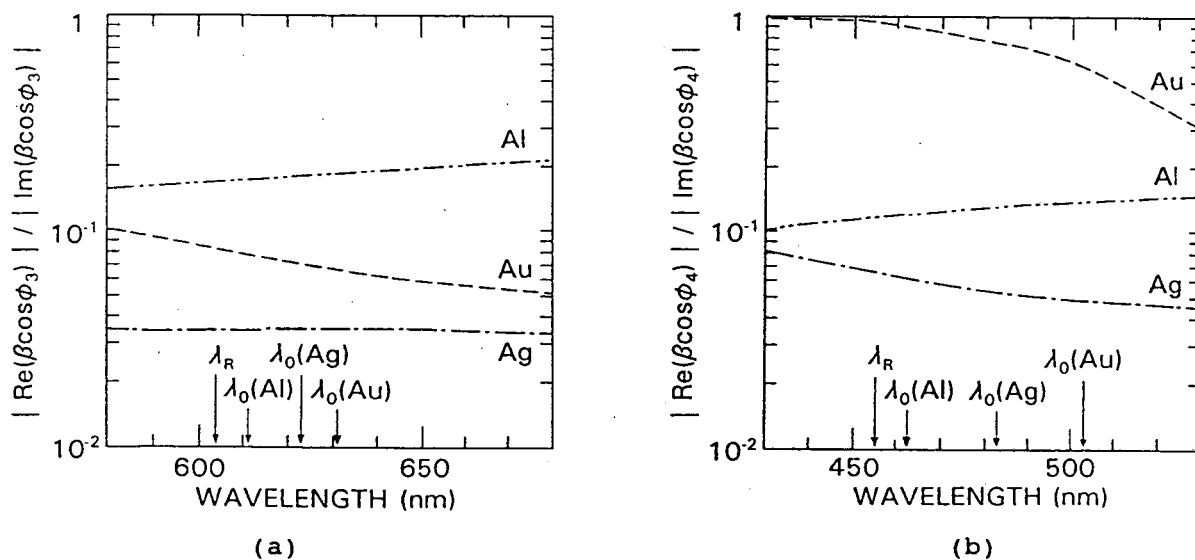 | Re(βcosϕ₃) | / | Im(βcosϕ₃) |
1
10⁻¹
10⁻²
Al
Au
Ag
λ_R
λ₀(Ag)
λ₀(Al)
λ₀(Au)
600
650
WAVELENGTH (nm)
(a)
| Re(βcosϕ₄) | / | Im(βcosϕ₄) |
1
10⁻¹
10⁻²
Au
Al
Ag
λ_R
λ₀(Au)
λ₀(Al)
λ₀(Ag)
450
500
WAVELENGTH (nm)
(b)